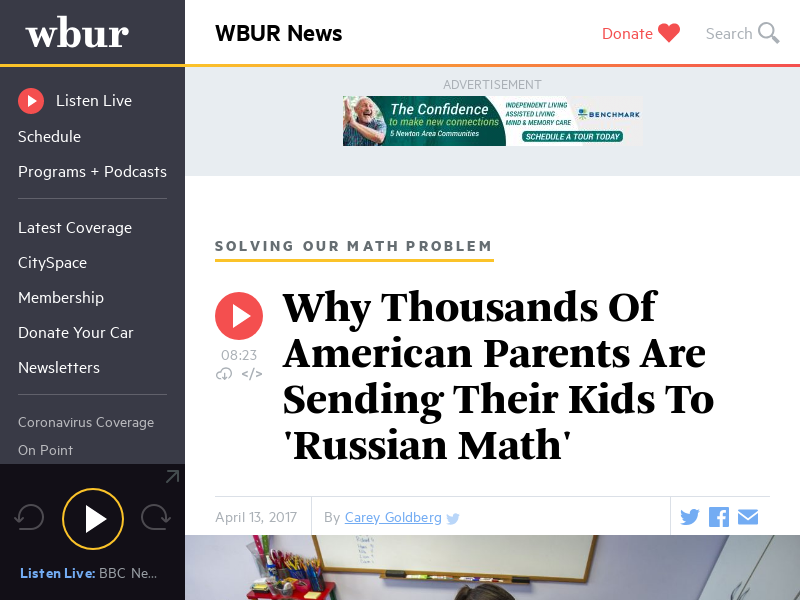 wbur
WBUR News
Donate
Search
Listen Live
Schedule
Programs + Podcasts
Latest Coverage
CitySpace
Membership
Donate Your Car
Newsletters
Coronavirus Coverage
On Point
Listen Live: BBC Ne...
ADVERTISEMENT
The Confidence
to make new connections
5 Newton Area Communities
INDEPENDENT LIVING
ASSISTED LIVING
MIND & MEMORY CARE
BENCHMARK
SCHEDULE A TOUR TODAY
SOLVING OUR MATH PROBLEM
08:23
</>
Why Thousands Of
American Parents Are
Sending Their Kids To
'Russian Math'
April 13, 2017
By Carey Goldberg